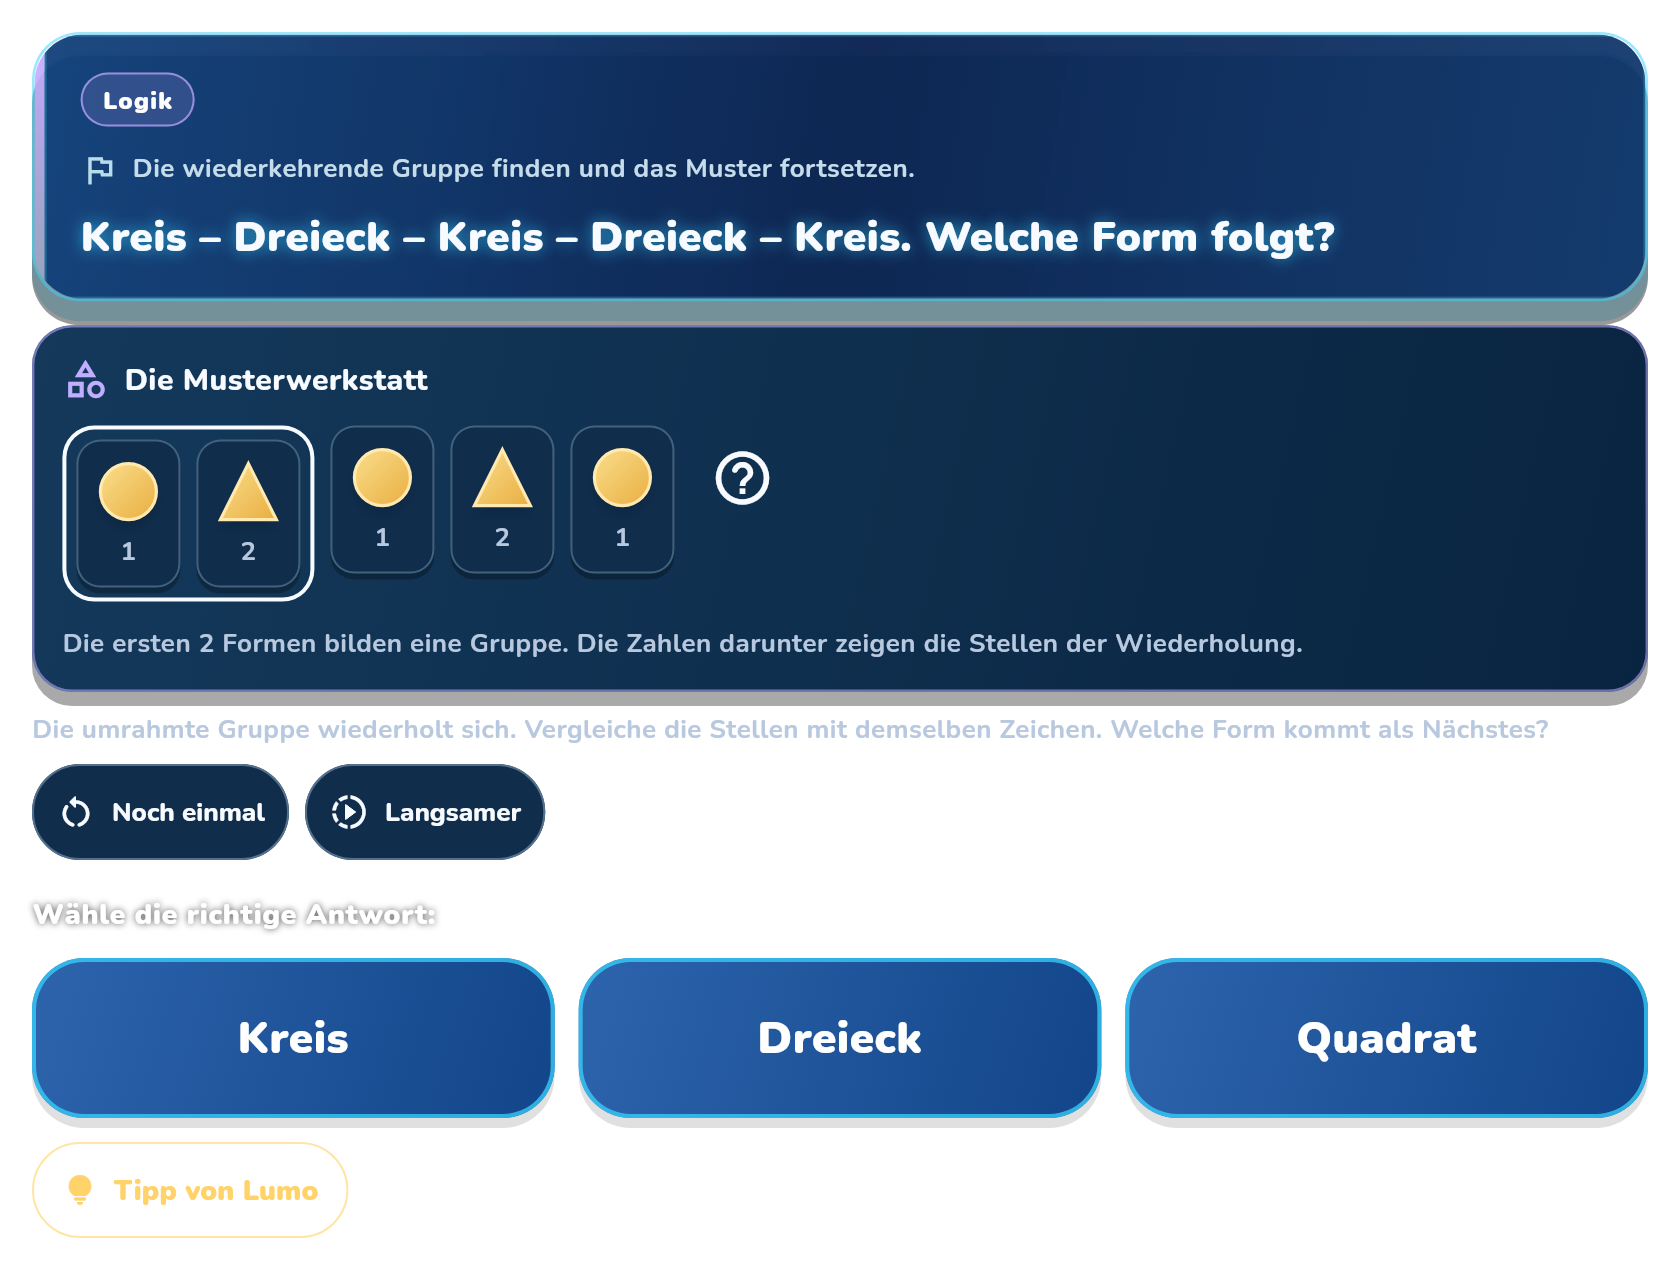 Logik
Die wiederkehrende Gruppe finden und das Muster fortsetzen.
Kreis – Dreieck – Kreis – Dreieck – Kreis. Welche Form folgt?
Die Musterwerkstatt
1 2 1 2 1 ?
Die ersten 2 Formen bilden eine Gruppe. Die Zahlen darunter zeigen die Stellen der Wiederholung.
Die umrahmte Gruppe wiederholt sich. Vergleiche die Stellen mit demselben Zeichen. Welche Form kommt als Nächstes?
Noch einmal Langsamer
Wähle die richtige Antwort:
Kreis Dreieck Quadrat
Tipp von Lumo